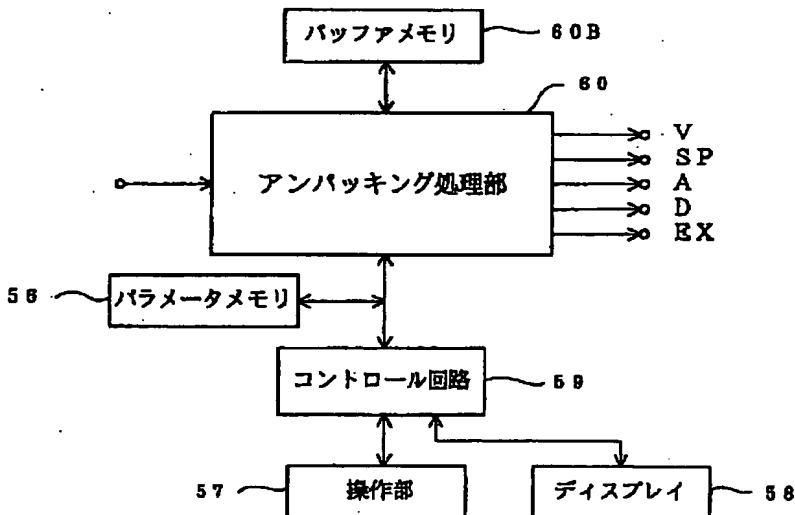 バッファメモリ
60B
60
アンパッキング処理部
V
SP
A
D
EX
56
パラメータメモリ
コントロール回路
59
57
操作部
ディスプレイ
58